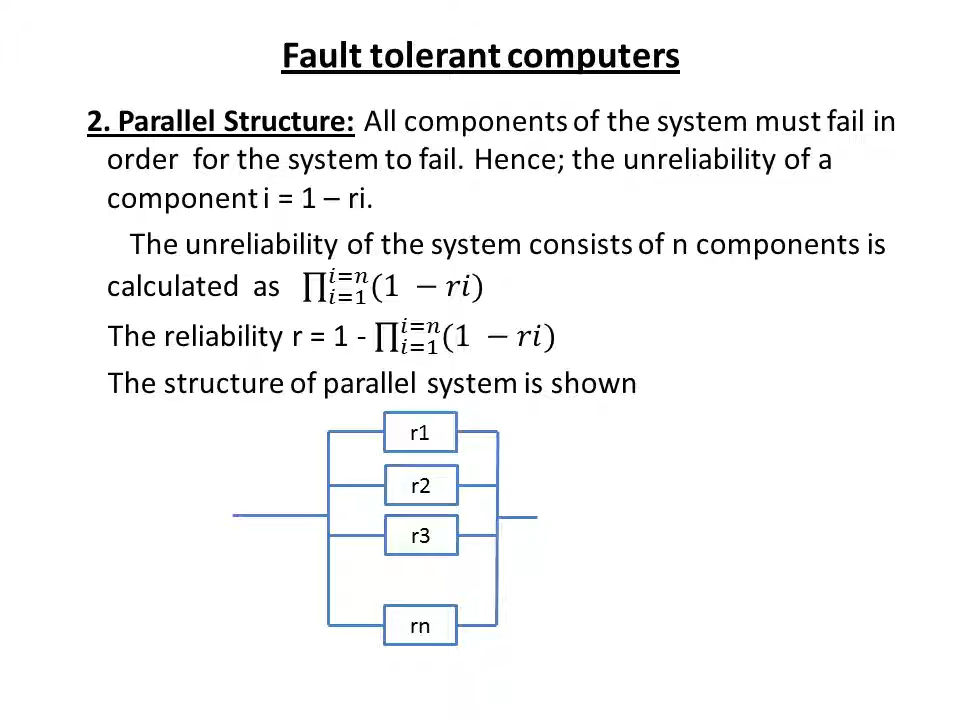 Fault tolerant computers
2. Parallel Structure: All components of the system must fail in
order for the system to fail. Hence; the unreliability of a
component i = 1 – ri.
The unreliability of the system consists of n components is
calculated as ∏_{i=1}^{i=n}(1 − ri)
The reliability r = 1 - ∏_{i=1}^{i=n}(1 − ri)
The structure of parallel system is shown
r1
r2
r3
rn